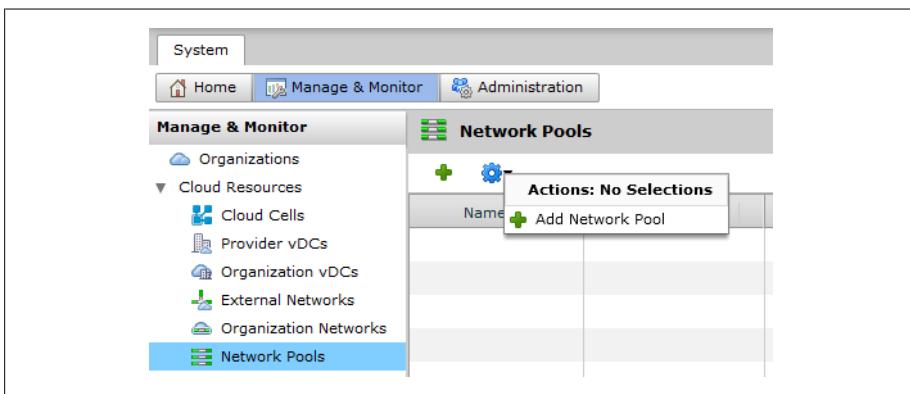 System
Home
Manage & Monitor
Administration
Manage & Monitor
Organizations
Cloud Resources
Cloud Cells
Provider vDCs
Organization vDCs
External Networks
Organization Networks
Network Pools
Network Pools
Actions: No Selections
Add Network Pool
Name